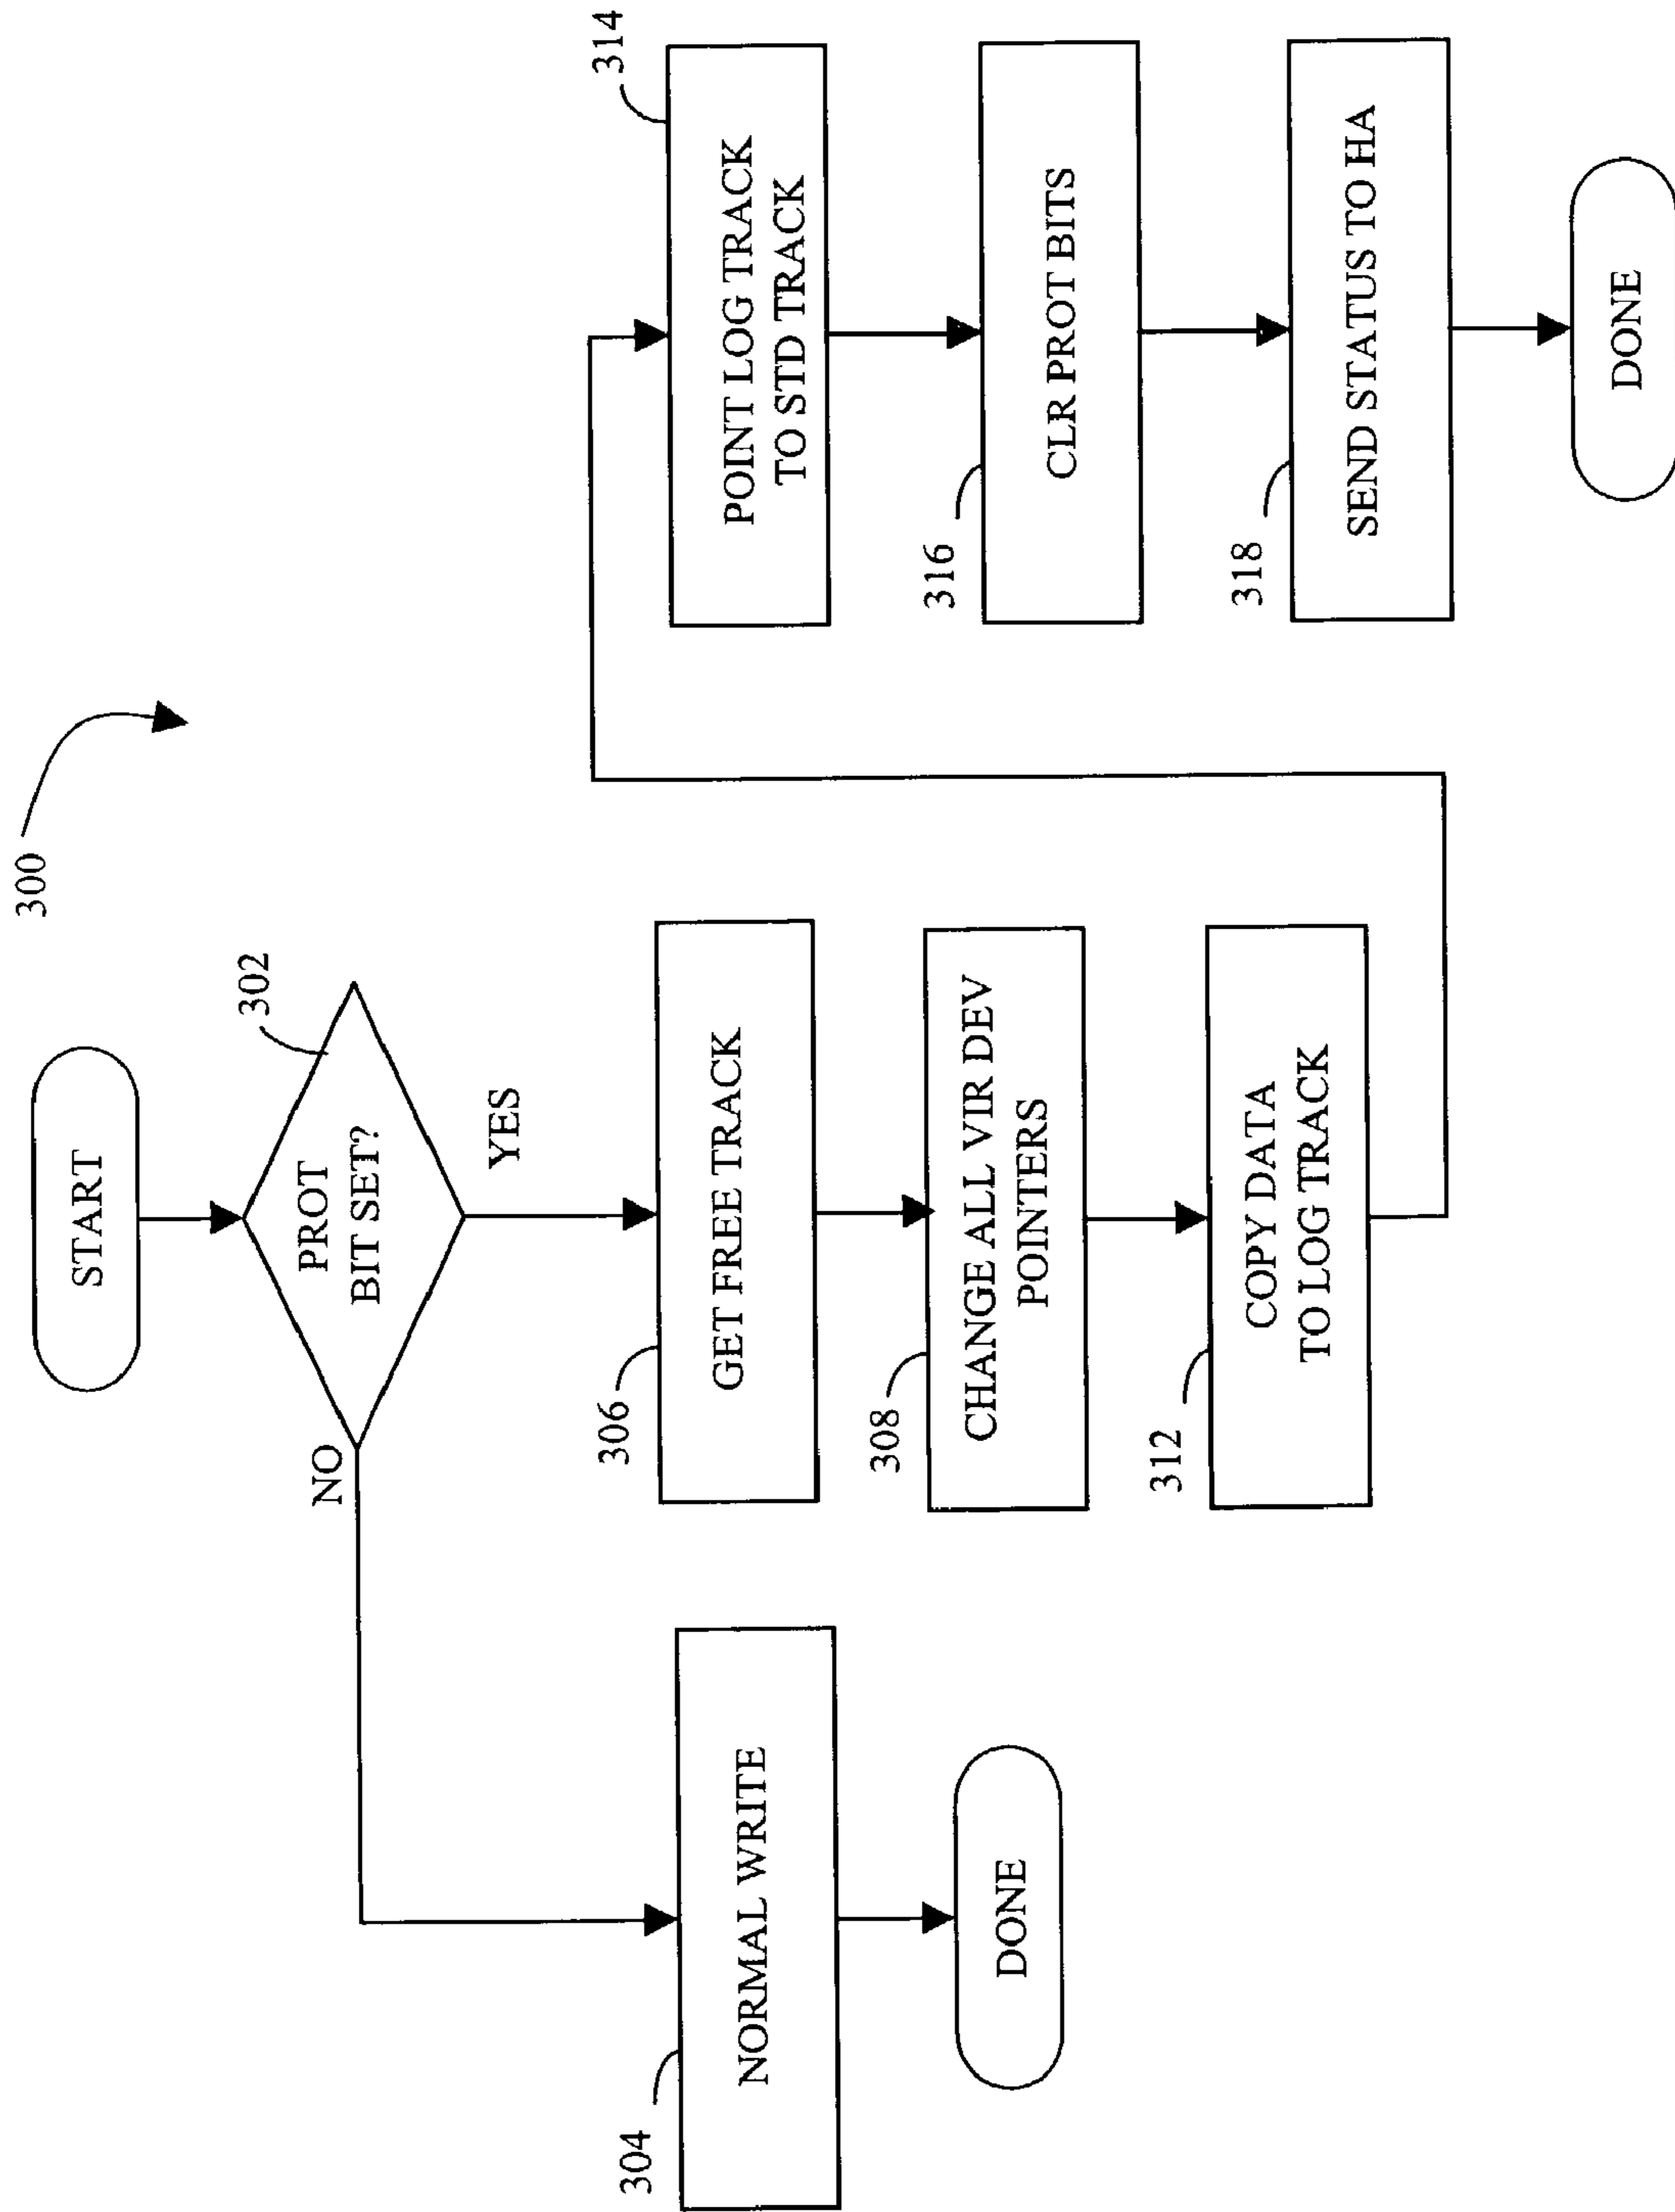 300
START
302
PROT
BIT SET?
NO
YES
304
NORMAL WRITE
DONE
306
GET FREE TRACK
308
CHANGE ALL VIR DEV
POINTERS
312
COPY DATA
TO LOG TRACK
314
POINT LOG TRACK
TO STD TRACK
316
CLR PROT BITS
318
SEND STATUS TO HA
DONE